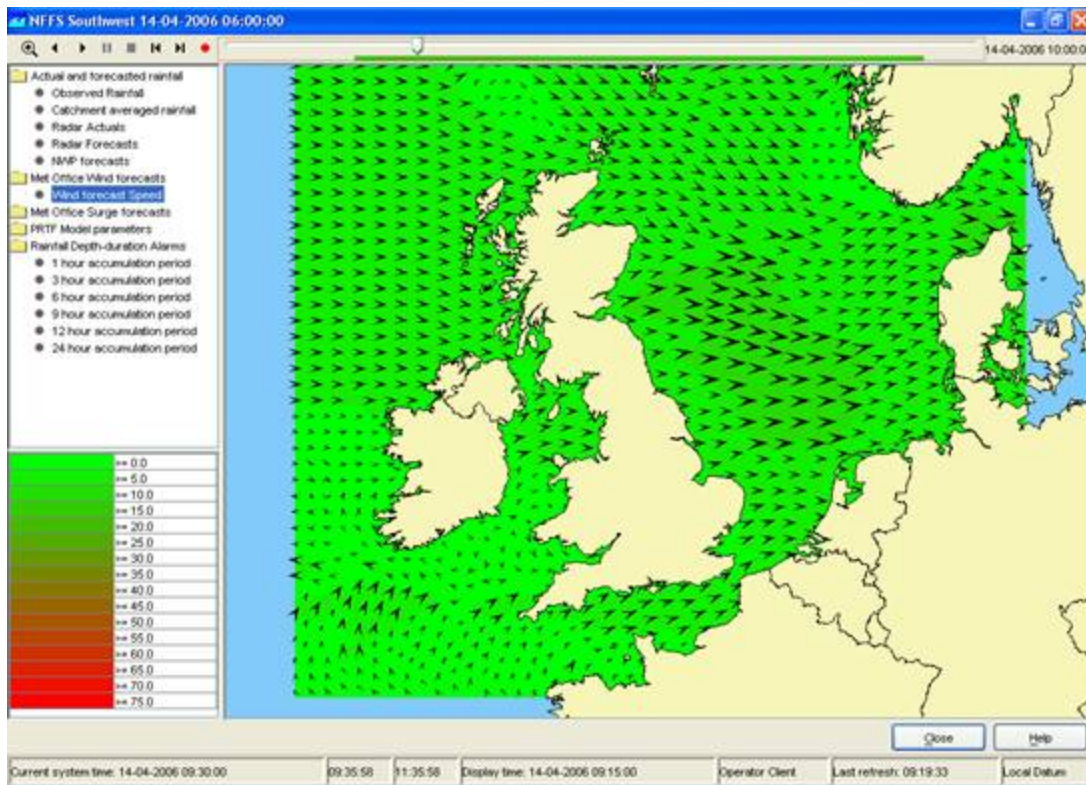 NFFS Southwest 14-04-2006 06:00:00
14-04-2006 10:00:0
Actual and forecasted rainfall
Observed Rainfall
Catchment averaged rainfall
Radar Actuals
Radar Forecasts
NWP forecasts
Met Office Wind forecasts
Wind forecast Speed
Met Office Surge forecasts
PRTF Model parameters
Rainfall Depth-duration Alarms
1 hour accumulation period
3 hour accumulation period
6 hour accumulation period
9 hour accumulation period
12 hour accumulation period
24 hour accumulation period
>= 0.0
>= 5.0
>= 10.0
>= 15.0
>= 20.0
>= 25.0
>= 30.0
>= 35.0
>= 40.0
>= 45.0
>= 50.0
>= 55.0
>= 60.0
>= 65.0
>= 70.0
>= 75.0
Close Help
Current system time: 14-04-2006 09:30:00 09:35:58 11:35:58 Display time: 14-04-2006 09:15:00 Operator Client Last refresh: 09:19:33 Local Datum